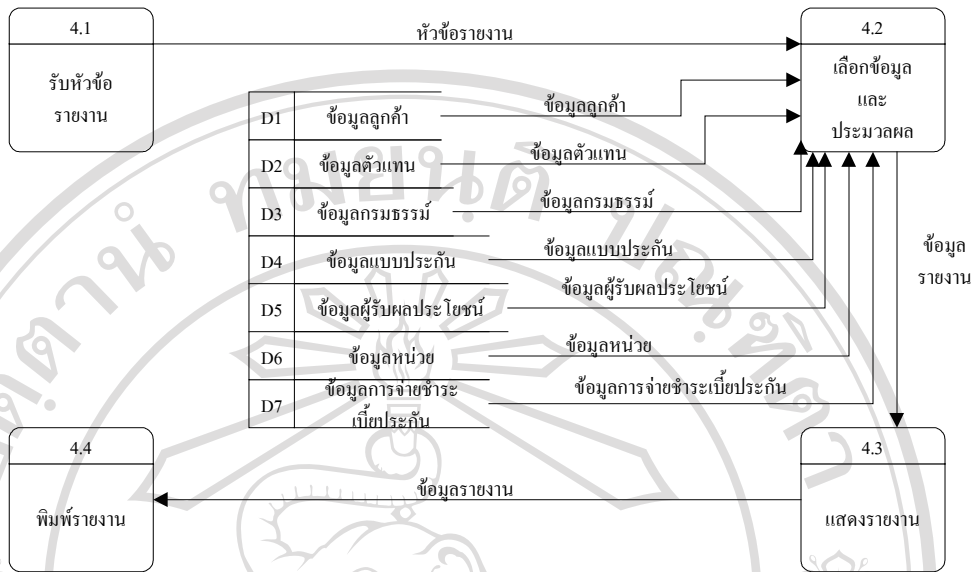 4.1
รับหัวข้อ
รายงาน
หัวข้อรายงาน
4.2
เลือกข้อมูล
และ
ประมวลผล
D1 ข้อมูลลูกค้า
ข้อมูลลูกค้า
D2 ข้อมูลตัวแทน
ข้อมูลตัวแทน
D3 ข้อมูลกรมธรรม์
ข้อมูลกรมธรรม์
D4 ข้อมูลแบบประกัน
ข้อมูลแบบประกัน
D5 ข้อมูลผู้รับผลประโยชน์
ข้อมูลผู้รับผลประโยชน์
D6 ข้อมูลหน่วย
ข้อมูลหน่วย
D7 ข้อมูลการจ่ายชำระ
เบี้ยประกัน
ข้อมูลการจ่ายชำระเบี้ยประกัน
ข้อมูล
รายงาน
4.4
พิมพ์รายงาน
ข้อมูลรายงาน
4.3
แสดงรายงาน